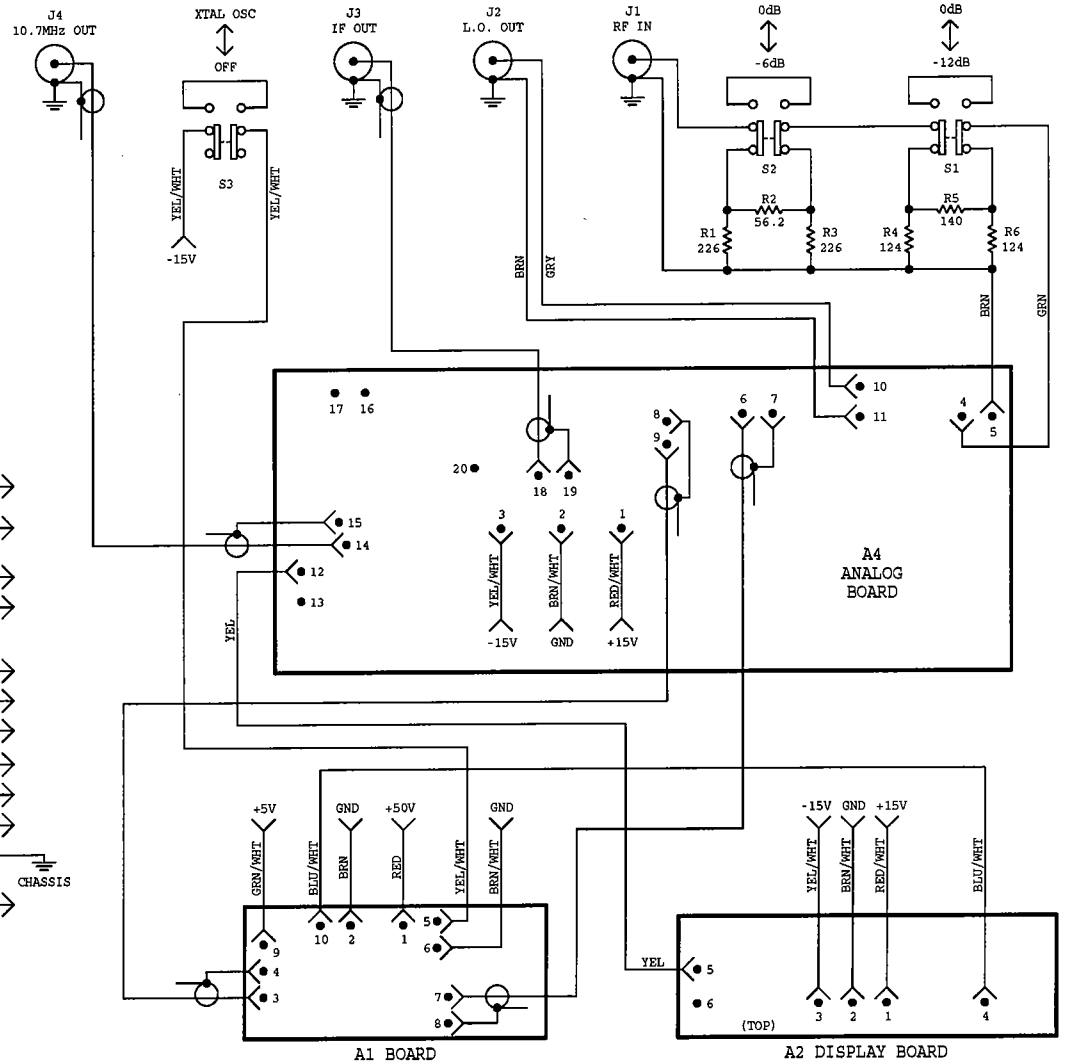 J4
10.7MHz OUT
XTAL OSC
OFF
J3
IF OUT
J2
L.O. OUT
J1
RF IN
0dB
-6dB
0dB
-12dB
YEL/WHT
S3
YEL/WHT
-15V
S2
S1
R2
56.2
R1
226
R3
226
R5
140
R4
124
R6
124
BRN
GRY
BRN
GRN
17 16
10
11
6 7
4
5
8
9
20
18 19
15
14
12
13
3
2
1
YEL/WHT
BRN/WHT
RED/WHT
-15V
GND
+15V
A4
ANALOG
BOARD
YEL
+5V
GND
+50V
GND
GRN/WHT
BLU/WHT
BRN
RED
YEL/WHT
BRN/WHT
-15V GND +15V
YEL/WHT
BRN/WHT
RED/WHT
BLU/WHT
CHASSIS
10 2 1
5
6
9
4
3
7
8
A1 BOARD
YEL
5
6
3 2 1 4
(TOP)
A2 DISPLAY BOARD